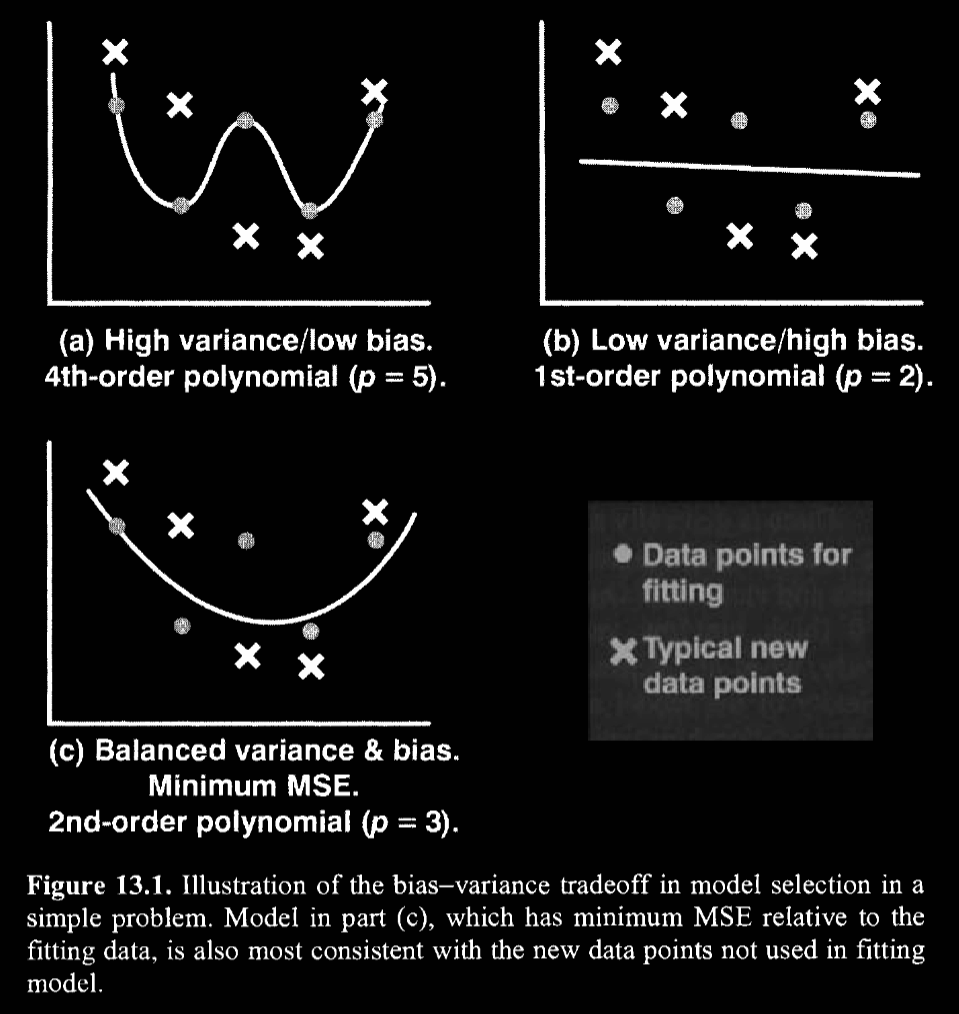 (a) High variance/low bias.
4th-order polynomial (p = 5).
(b) Low variance/high bias.
1st-order polynomial (p = 2).
(c) Balanced variance & bias.
Minimum MSE.
2nd-order polynomial (p = 3).
Data points for
fitting
Typical new
data points
Figure 13.1. Illustration of the bias–variance tradeoff in model selection in a
simple problem. Model in part (c), which has minimum MSE relative to the
fitting data, is also most consistent with the new data points not used in fitting
model.